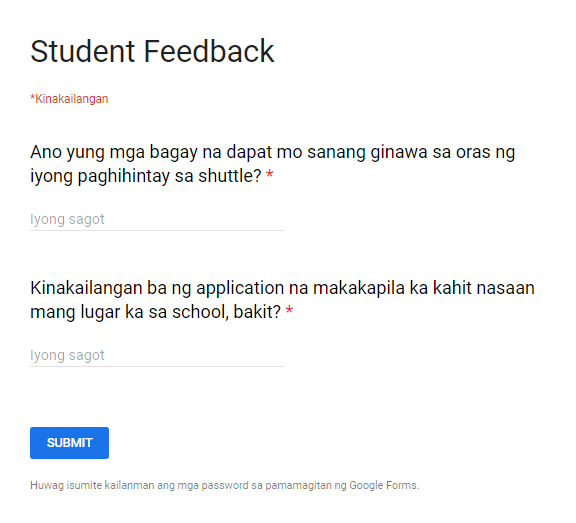 Student Feedback
*Kinakailangan
Ano yung mga bagay na dapat mo sanang ginawa sa oras ng
iyong paghihintay sa shuttle? *
Iyong sagot
Kinakailangan ba ng application na makakapila ka kahit nasaan
mang lugar ka sa school, bakit? *
Iyong sagot
SUBMIT
Huwag isumite kailanman ang mga password sa pamamagitan ng Google Forms.